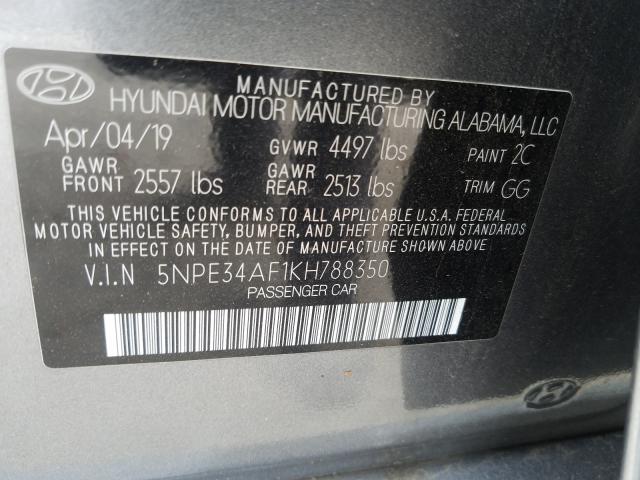 MANUFACTURED BY
HYUNDAI MOTOR MANUFACTURING ALABAMA, LLC
Apr/04/19 GVWR 4497 lbs PAINT 2C
GAWR FRONT 2557 lbs GAWR REAR 2513 lbs TRIM GG
THIS VEHICLE CONFORMS TO ALL APPLICABLE U.S.A. FEDERAL
MOTOR VEHICLE SAFETY, BUMPER, AND THEFT STANDARDS
IN EFFECT ON THE DATE OF MANUFACTURE SHOWN ABOVE.
V.I.N 5NPE34AF1KH788350
PASSENGER CAR